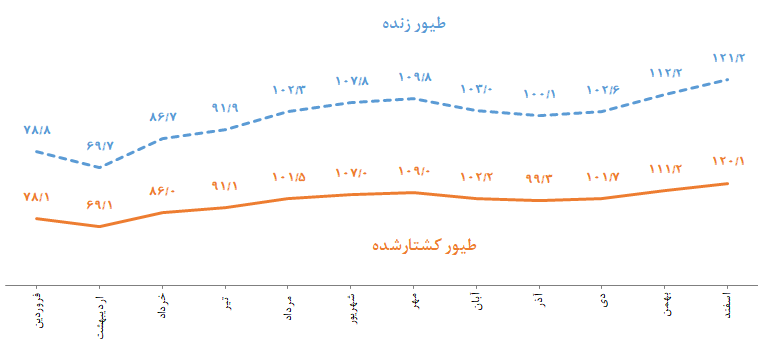 طیور زنده
۷۸/۸ ۶۹/۷ ۸۶/۷ ۹۱/۹ ۱۰۲/۳ ۱۰۷/۸ ۱۰۹/۸ ۱۰۳/۰ ۱۰۰/۱ ۱۰۲/۶ ۱۱۲/۲ ۱۲۱/۲
۷۸/۱ ۶۹/۱ ۸۶/۰ ۹۱/۱ ۱۰۱/۵ ۱۰۷/۰ ۱۰۹/۰ ۱۰۲/۲ ۹۹/۳ ۱۰۱/۷ ۱۱۱/۲ ۱۲۰/۱
طیور کشتارشده
فروردین اردیبهشت خرداد تیر مرداد شهریور مهر آبان آذر دی بهمن اسفند